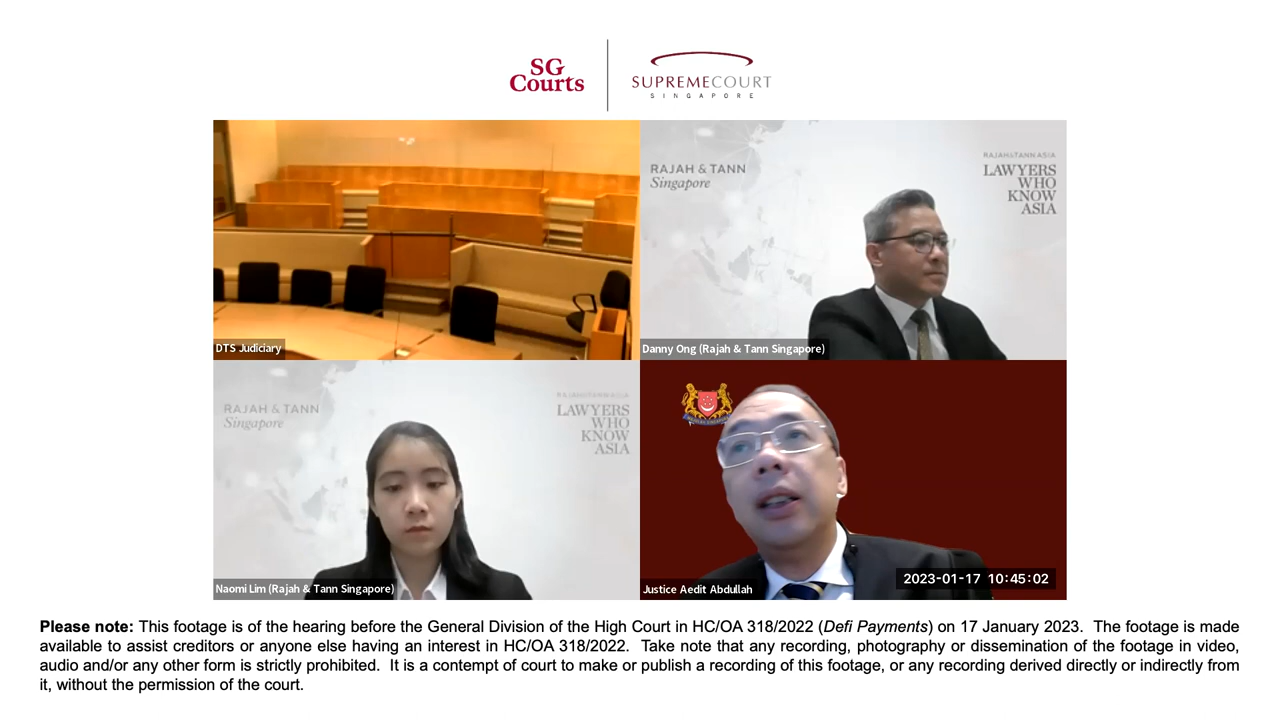 SG
Courts
SUPREMECOURT
SINGAPORE
RAJAH & TANN
Singapore
RAJAH & TANN ASIA
LAWYERS
WHO
KNOW
ASIA
DTS Judiciary
Danny Ong (Rajah & Tann Singapore)
RAJAH & TANN
Singapore
RAJAH & TANN ASIA
LAWYERS
WHO
KNOW
ASIA
Naomi Lim (Rajah & Tann Singapore)
Justice Aedit Abdullah
2023-01-17 10:45:02
Please note: This footage is of the hearing before the General Division of the High Court in HC/OA 318/2022 (Defi Payments) on 17 January 2023. The footage is made
available to assist creditors or anyone else having an interest in HC/OA 318/2022. Take note that any recording, photography or dissemination of the footage in video,
audio and/or any other form is strictly prohibited. It is a contempt of court to make or publish a recording of this footage, or any recording derived directly or indirectly from
it, without the permission of the court.